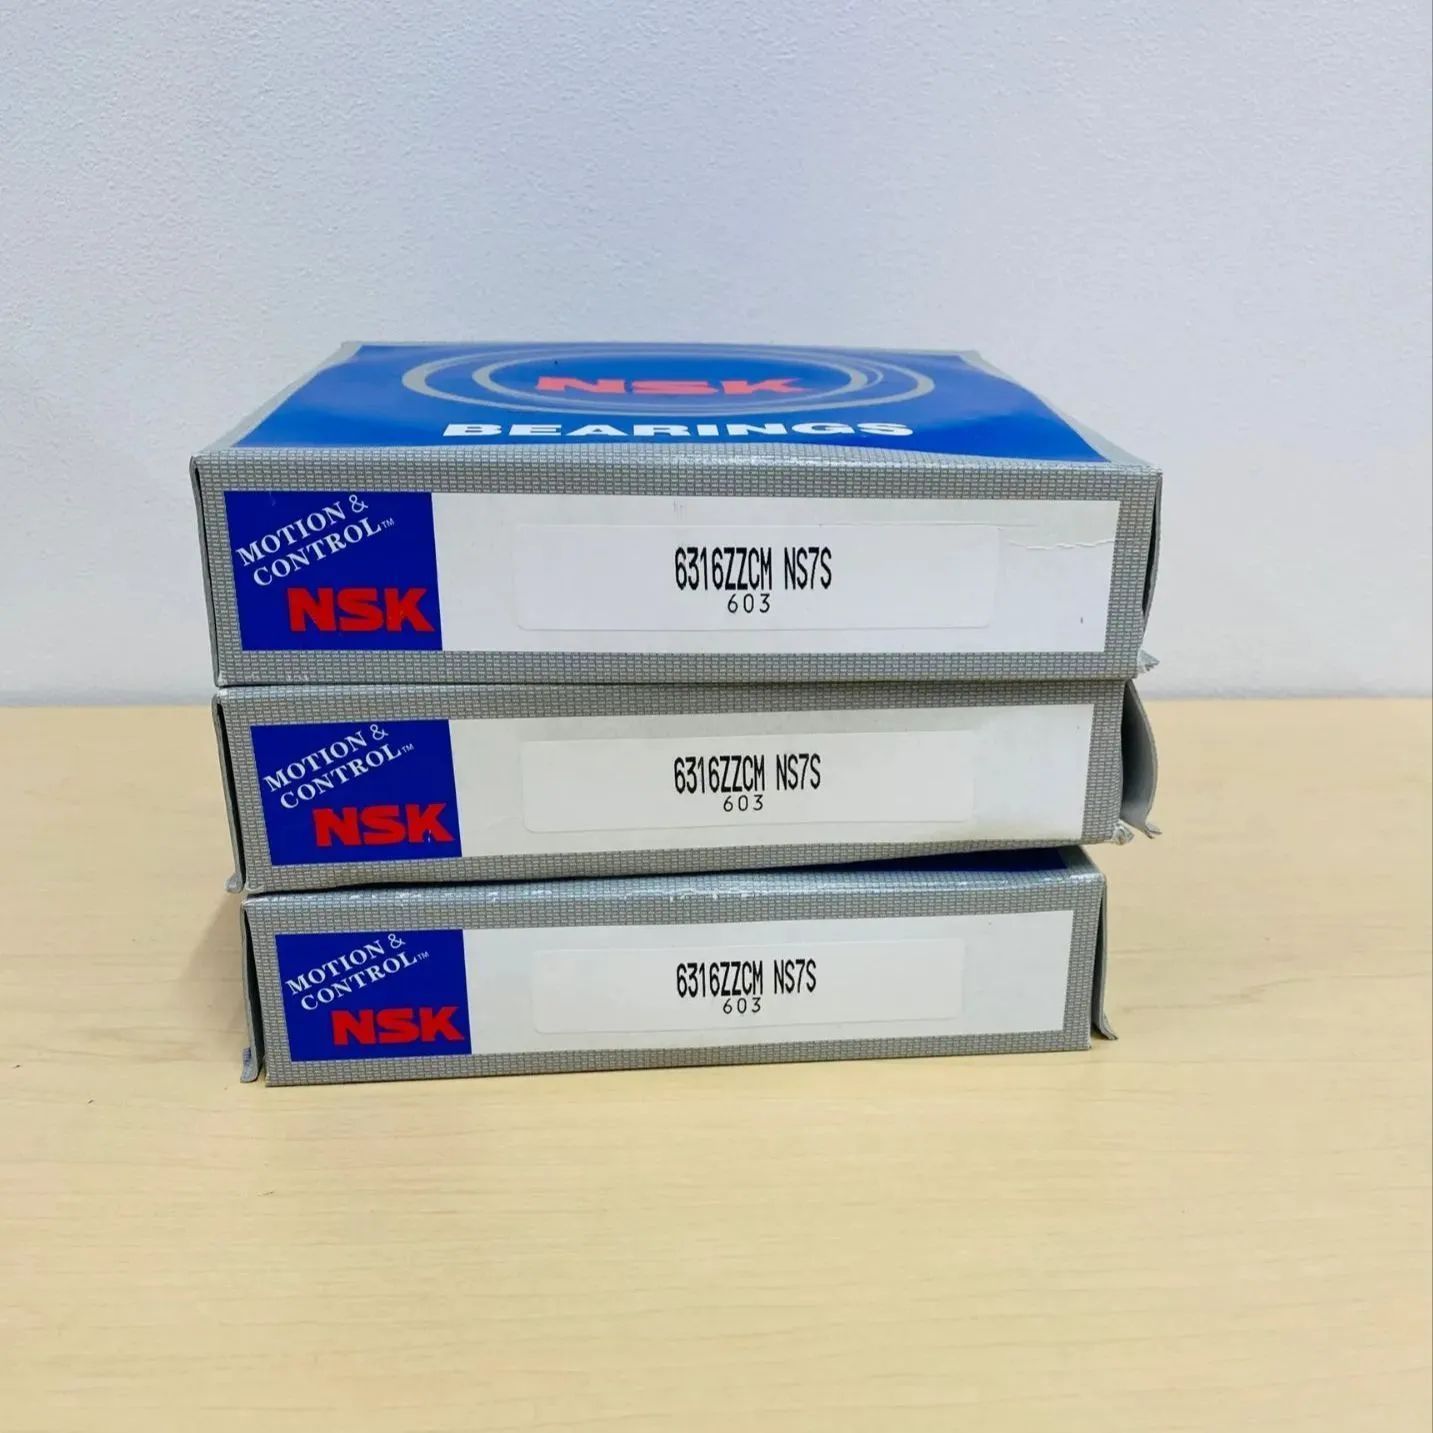 NSK
BEARINGS
MOTION &
CONTROL™
NSK
6316ZZCM NS7S
603
MOTION &
CONTROL™
NSK
6316ZZCM NS7S
603
MOTION &
CONTROL™
NSK
6316ZZCM NS7S
603